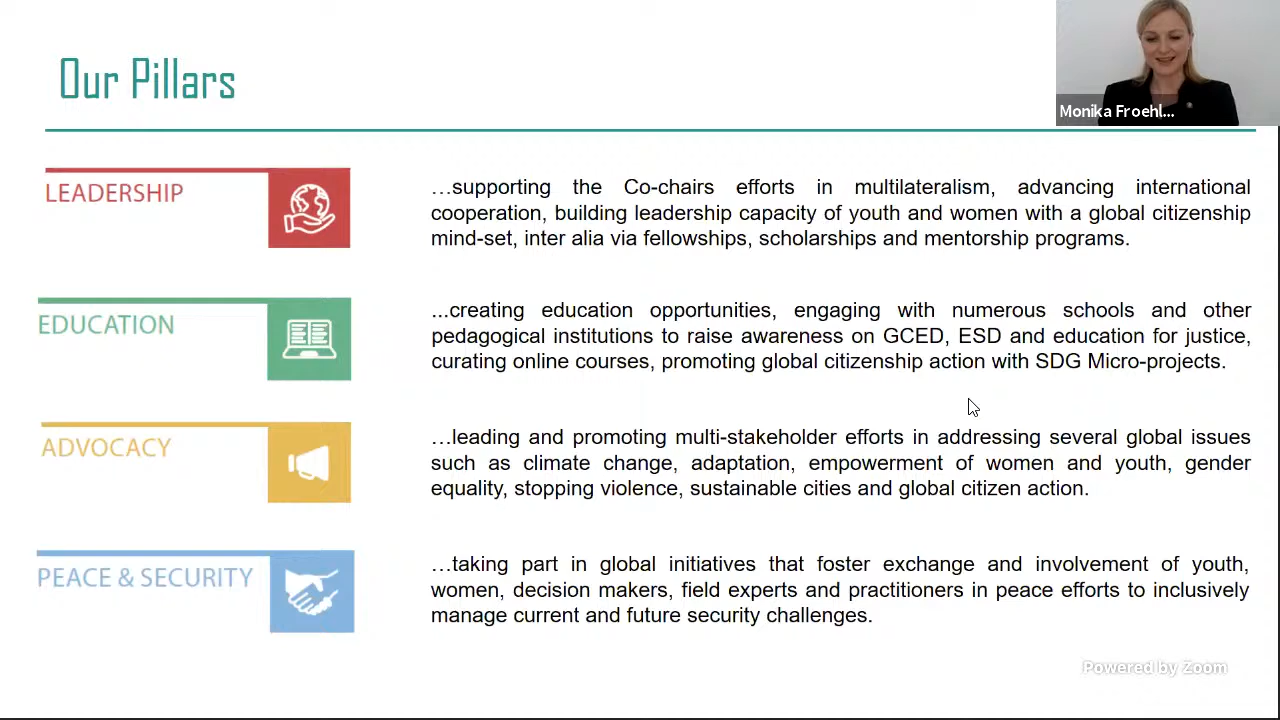 Our Pillars
Monika Froehl...
LEADERSHIP
…supporting the Co-chairs efforts in multilateralism, advancing international
cooperation, building leadership capacity of youth and women with a global citizenship
mind-set, inter alia via fellowships, scholarships and mentorship programs.
EDUCATION
...creating education opportunities, engaging with numerous schools and other
pedagogical institutions to raise awareness on GCED, ESD and education for justice,
curating online courses, promoting global citizenship action with SDG Micro-projects.
ADVOCACY
…leading and promoting multi-stakeholder efforts in addressing several global issues
such as climate change, adaptation, empowerment of women and youth, gender
equality, stopping violence, sustainable cities and global citizen action.
PEACE & SECURITY
…taking part in global initiatives that foster exchange and involvement of youth,
women, decision makers, field experts and practitioners in peace efforts to inclusively
manage current and future security challenges.
Powered by Zoom